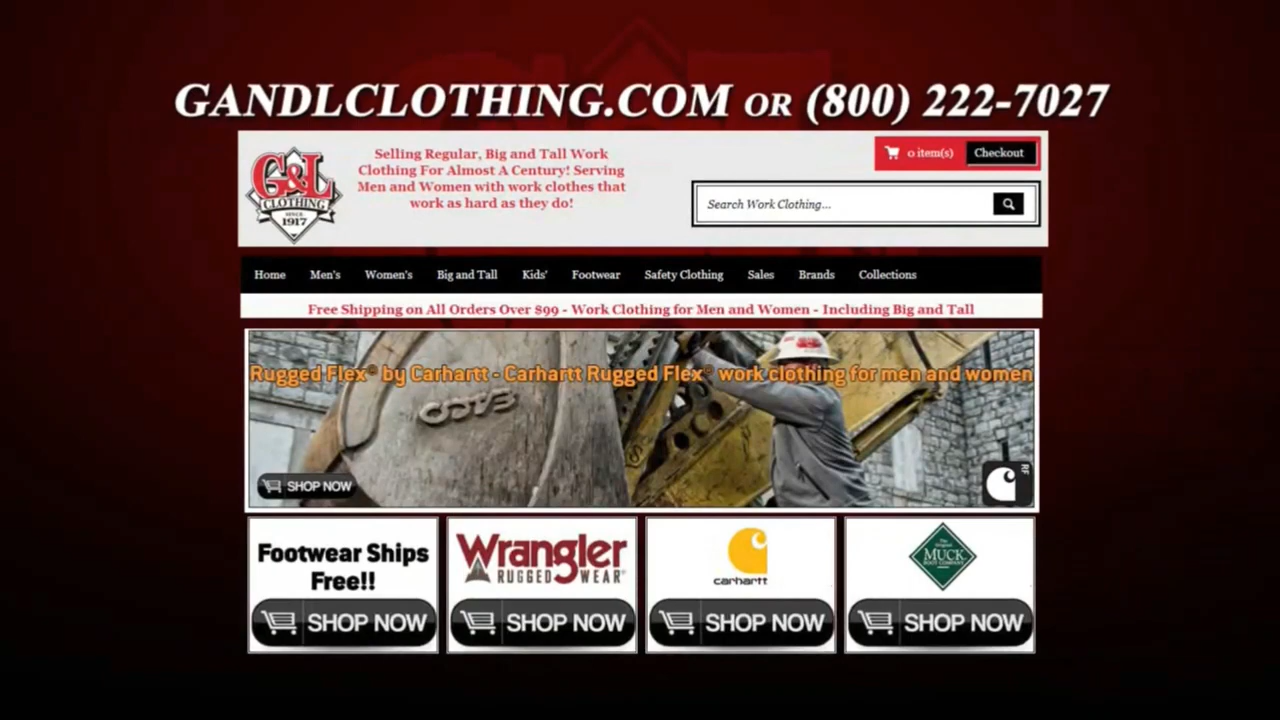 GANDLCLOTHING.COM OR (800) 222-7027
G&L
CLOTHING
SINCE
1917
Selling Regular, Big and Tall Work
Clothing For Almost A Century! Serving
Men and Women with work clothes that
work as hard as they do!
0 item(s) Checkout
Search Work Clothing...
Home Men's Women's Big and Tall Kids' Footwear Safety Clothing Sales Brands Collections
Free Shipping on All Orders Over $99 - Work Clothing for Men and Women - Including Big and Tall
Rugged Flex® by Carhartt - Carhartt Rugged Flex® work clothing for men and women
SHOP NOW
RF
Footwear Ships
Free!!
SHOP NOW
Wrangler
RUGGED WEAR®
SHOP NOW
carhartt
SHOP NOW
The Original
MUCK
BOOT COMPANY
SHOP NOW